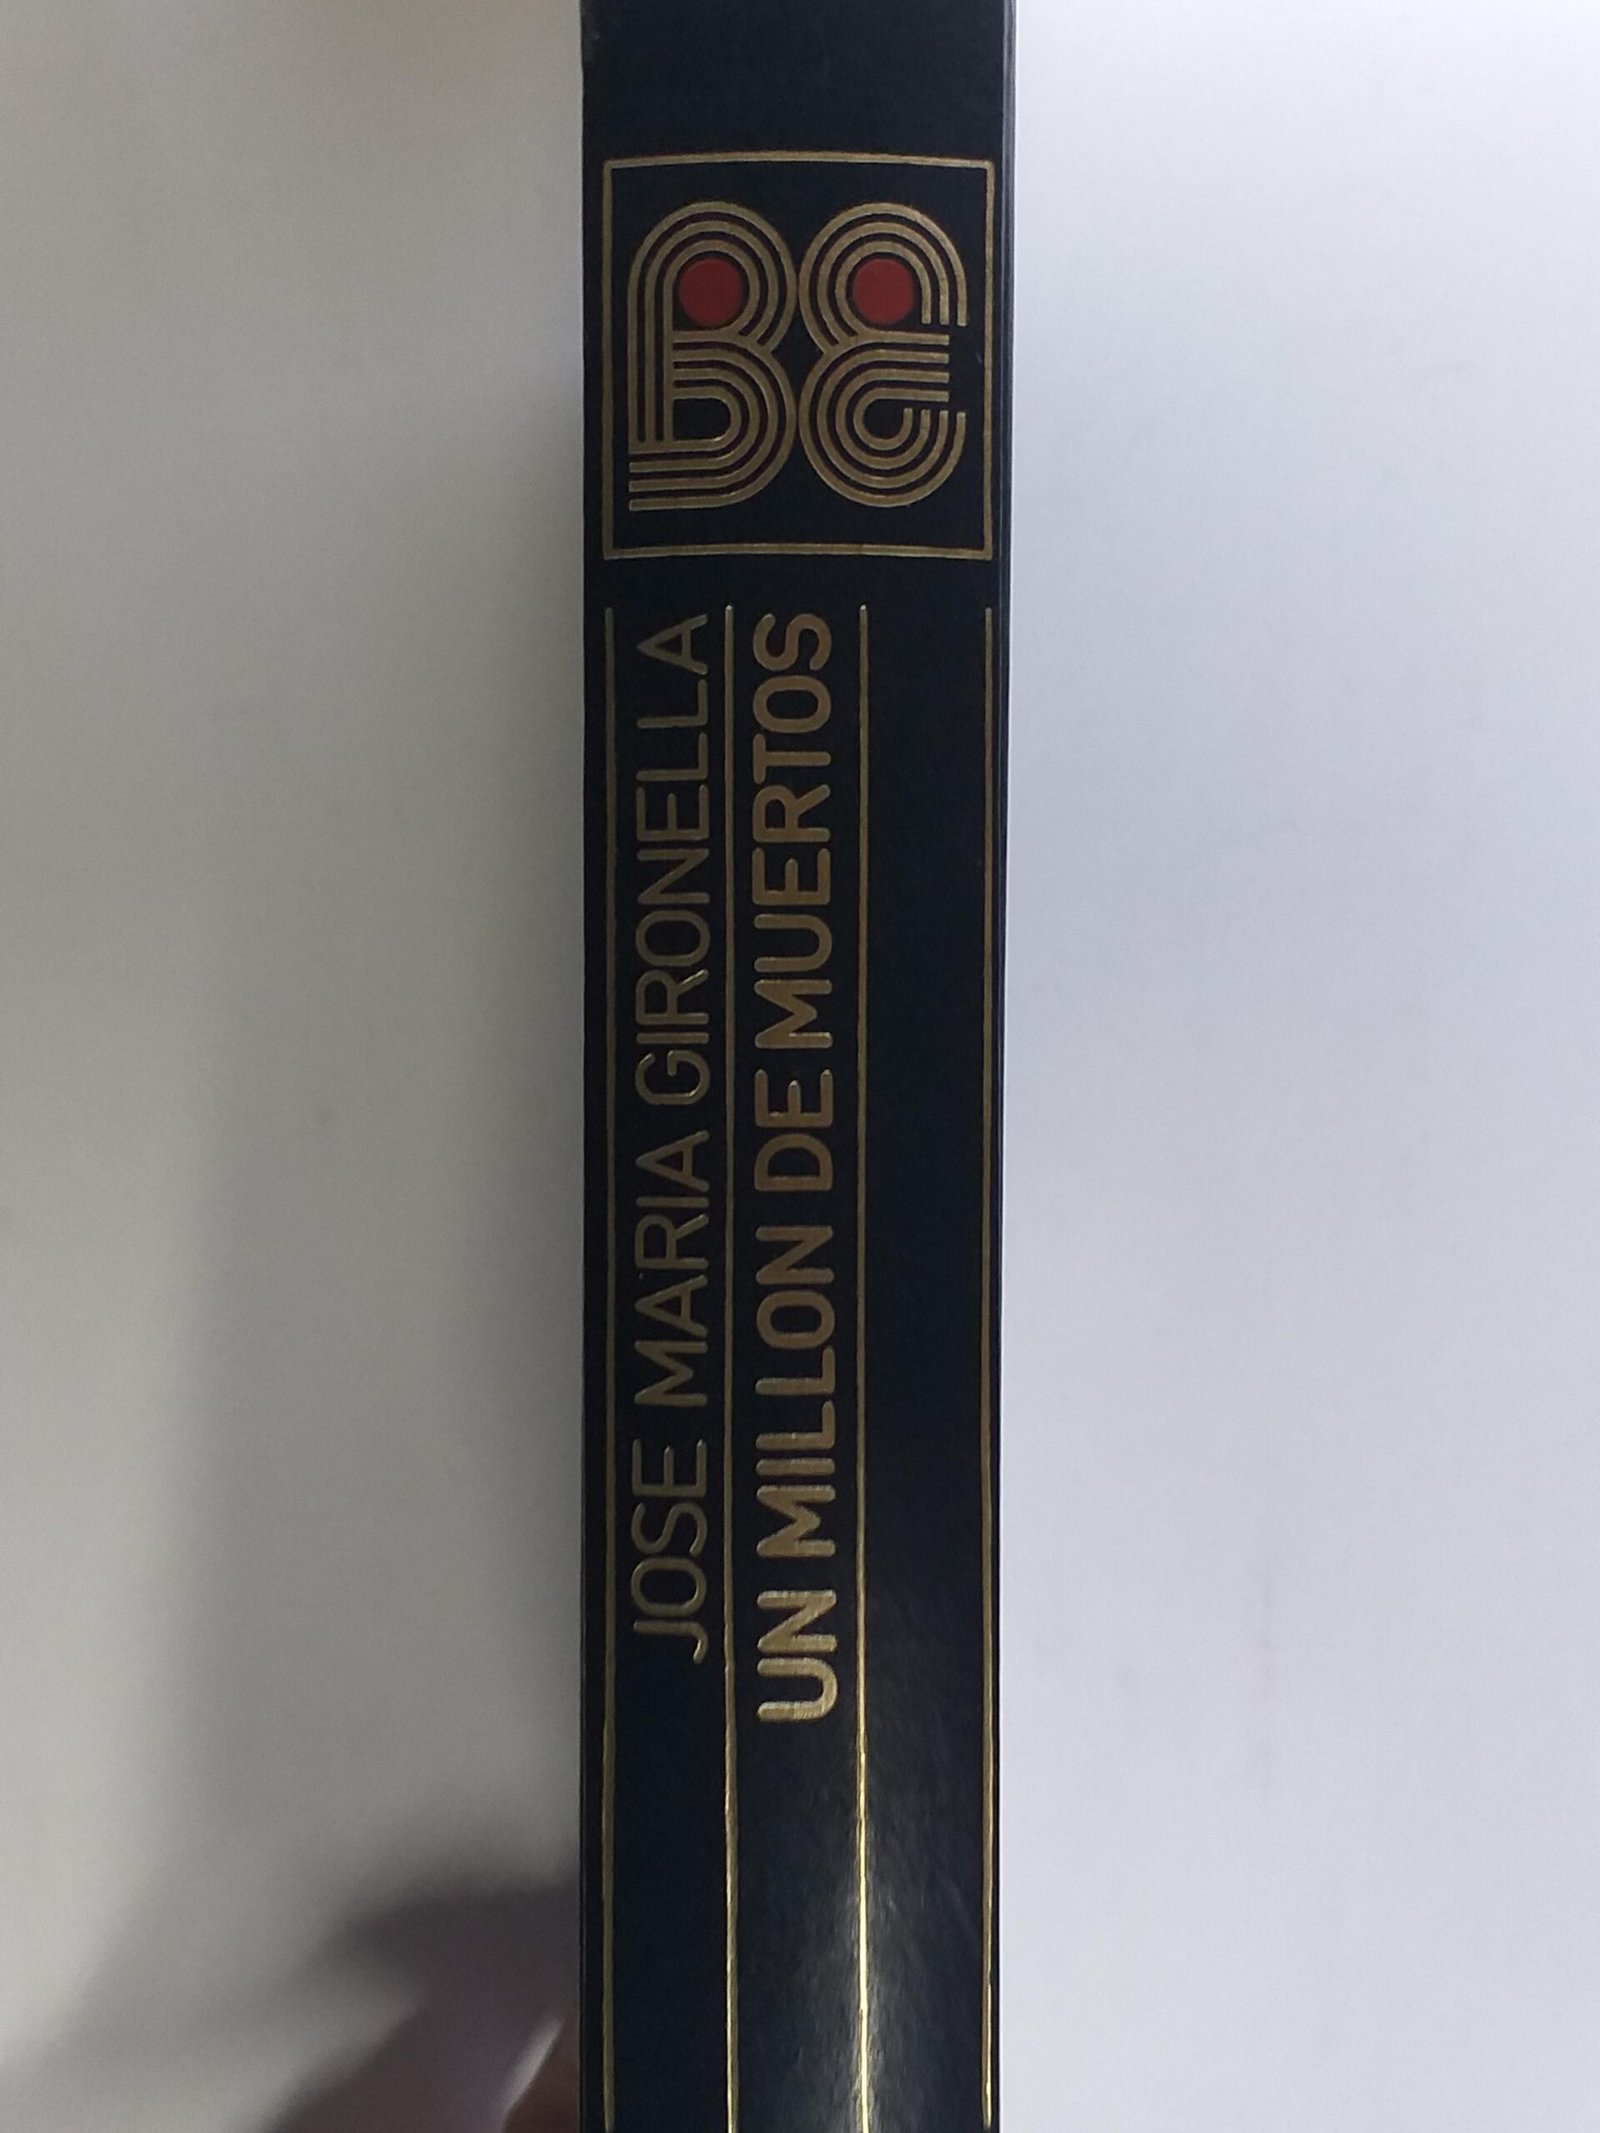 JOSE MARIA GIRONELLA
UN MILLON DE MUERTOS